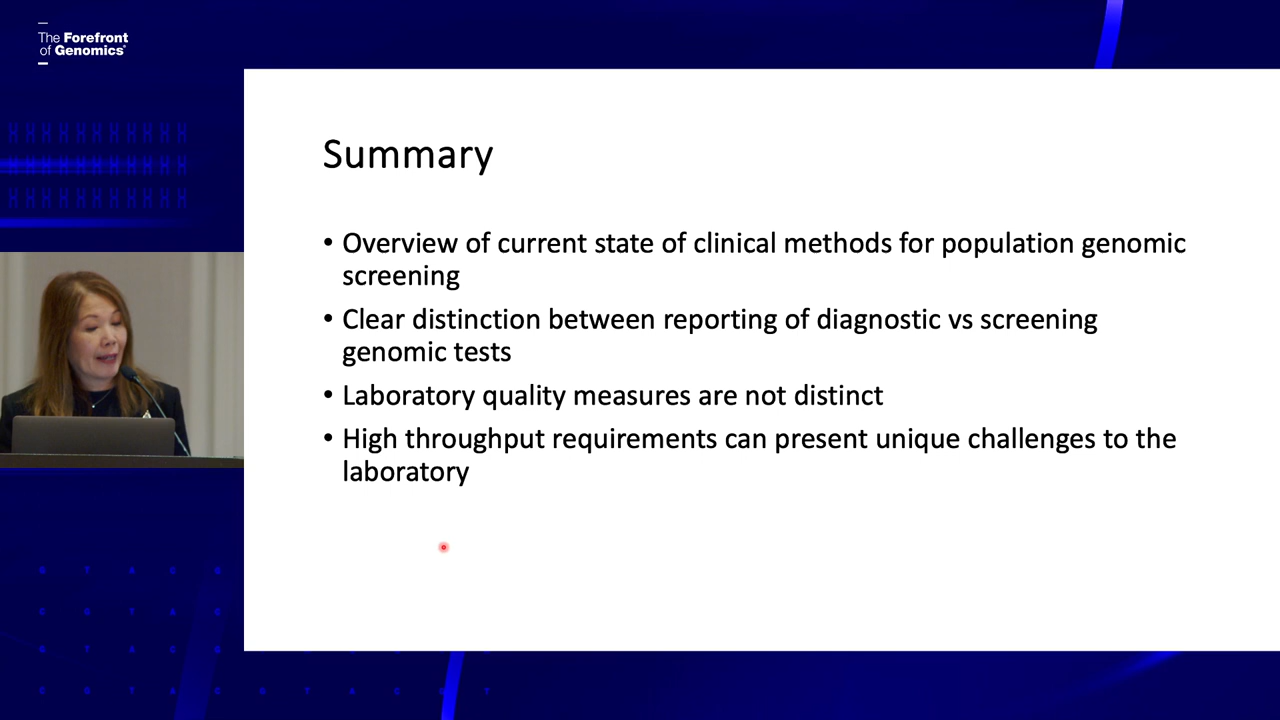 The Forefront
of Genomics®
Summary
• Overview of current state of clinical methods for population genomic
screening
• Clear distinction between reporting of diagnostic vs screening
genomic tests
• Laboratory quality measures are not distinct
• High throughput requirements can present unique challenges to the
laboratory